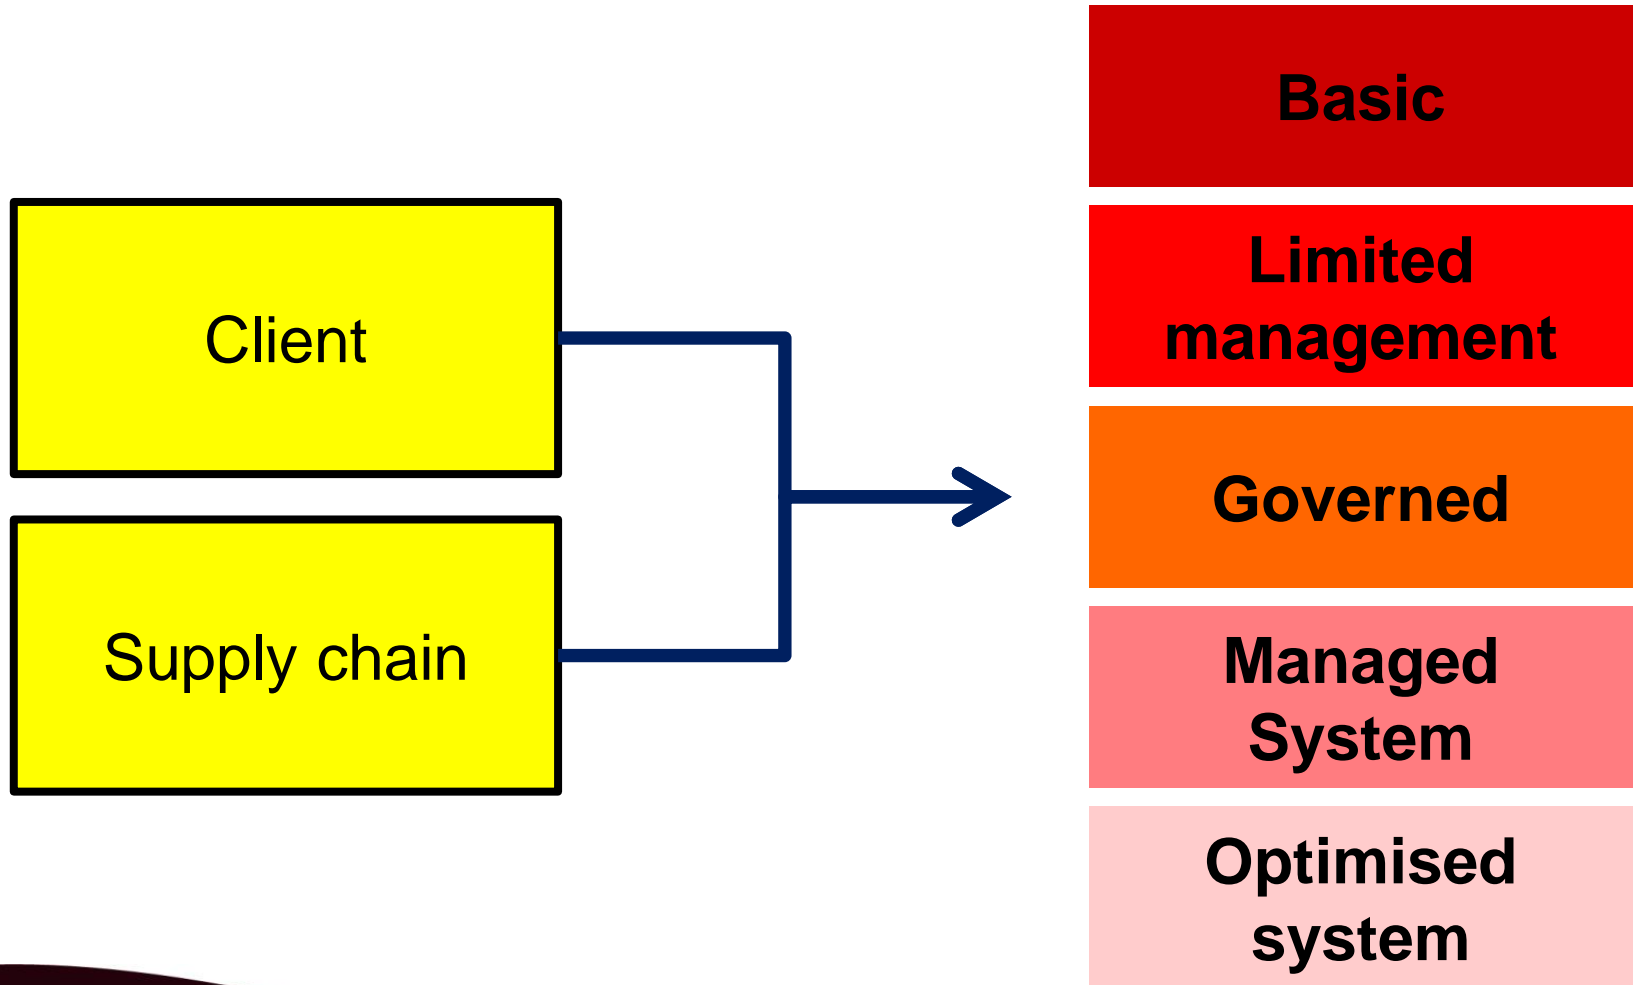 Client
Supply chain
Basic
Limited
management
Governed
Managed
System
Optimised
system